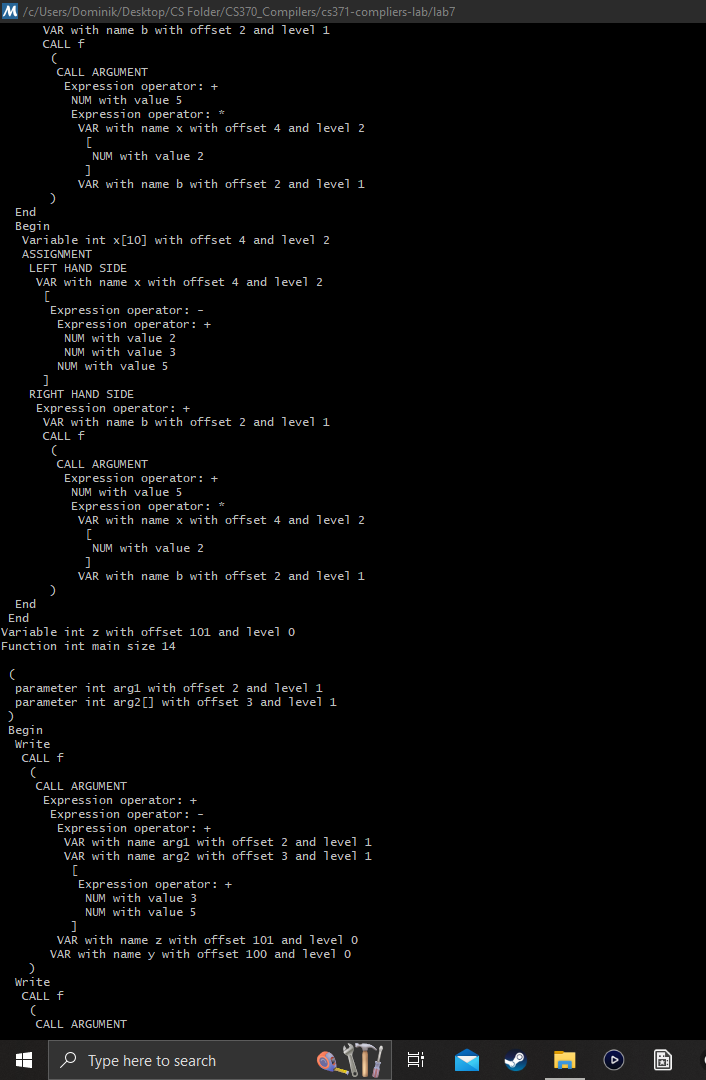 /c/Users/Dominik/Desktop/CS Folder/CS370_Compilers/cs371-compliers-lab/lab7
VAR with name b with offset 2 and level 1
CALL f
(
CALL ARGUMENT
Expression operator: +
NUM with value 5
Expression operator: *
VAR with name x with offset 4 and level 2
[
NUM with value 2
]
VAR with name b with offset 2 and level 1
)
End
Begin
Variable int x[10] with offset 4 and level 2
ASSIGNMENT
LEFT HAND SIDE
VAR with name x with offset 4 and level 2
[
Expression operator: -
Expression operator: +
NUM with value 2
NUM with value 3
NUM with value 5
]
RIGHT HAND SIDE
Expression operator: +
VAR with name b with offset 2 and level 1
CALL f
(
CALL ARGUMENT
Expression operator: +
NUM with value 5
Expression operator: *
VAR with name x with offset 4 and level 2
[
NUM with value 2
]
VAR with name b with offset 2 and level 1
)
End
End
Variable int z with offset 101 and level 0
Function int main size 14
(
parameter int arg1 with offset 2 and level 1
parameter int arg2[] with offset 3 and level 1
)
Begin
Write
CALL f
(
CALL ARGUMENT
Expression operator: +
Expression operator: -
Expression operator: +
VAR with name arg1 with offset 2 and level 1
VAR with name arg2 with offset 3 and level 1
[
Expression operator: +
NUM with value 3
NUM with value 5
]
VAR with name z with offset 101 and level 0
VAR with name y with offset 100 and level 0
)
Write
CALL f
(
CALL ARGUMENT
Type here to search